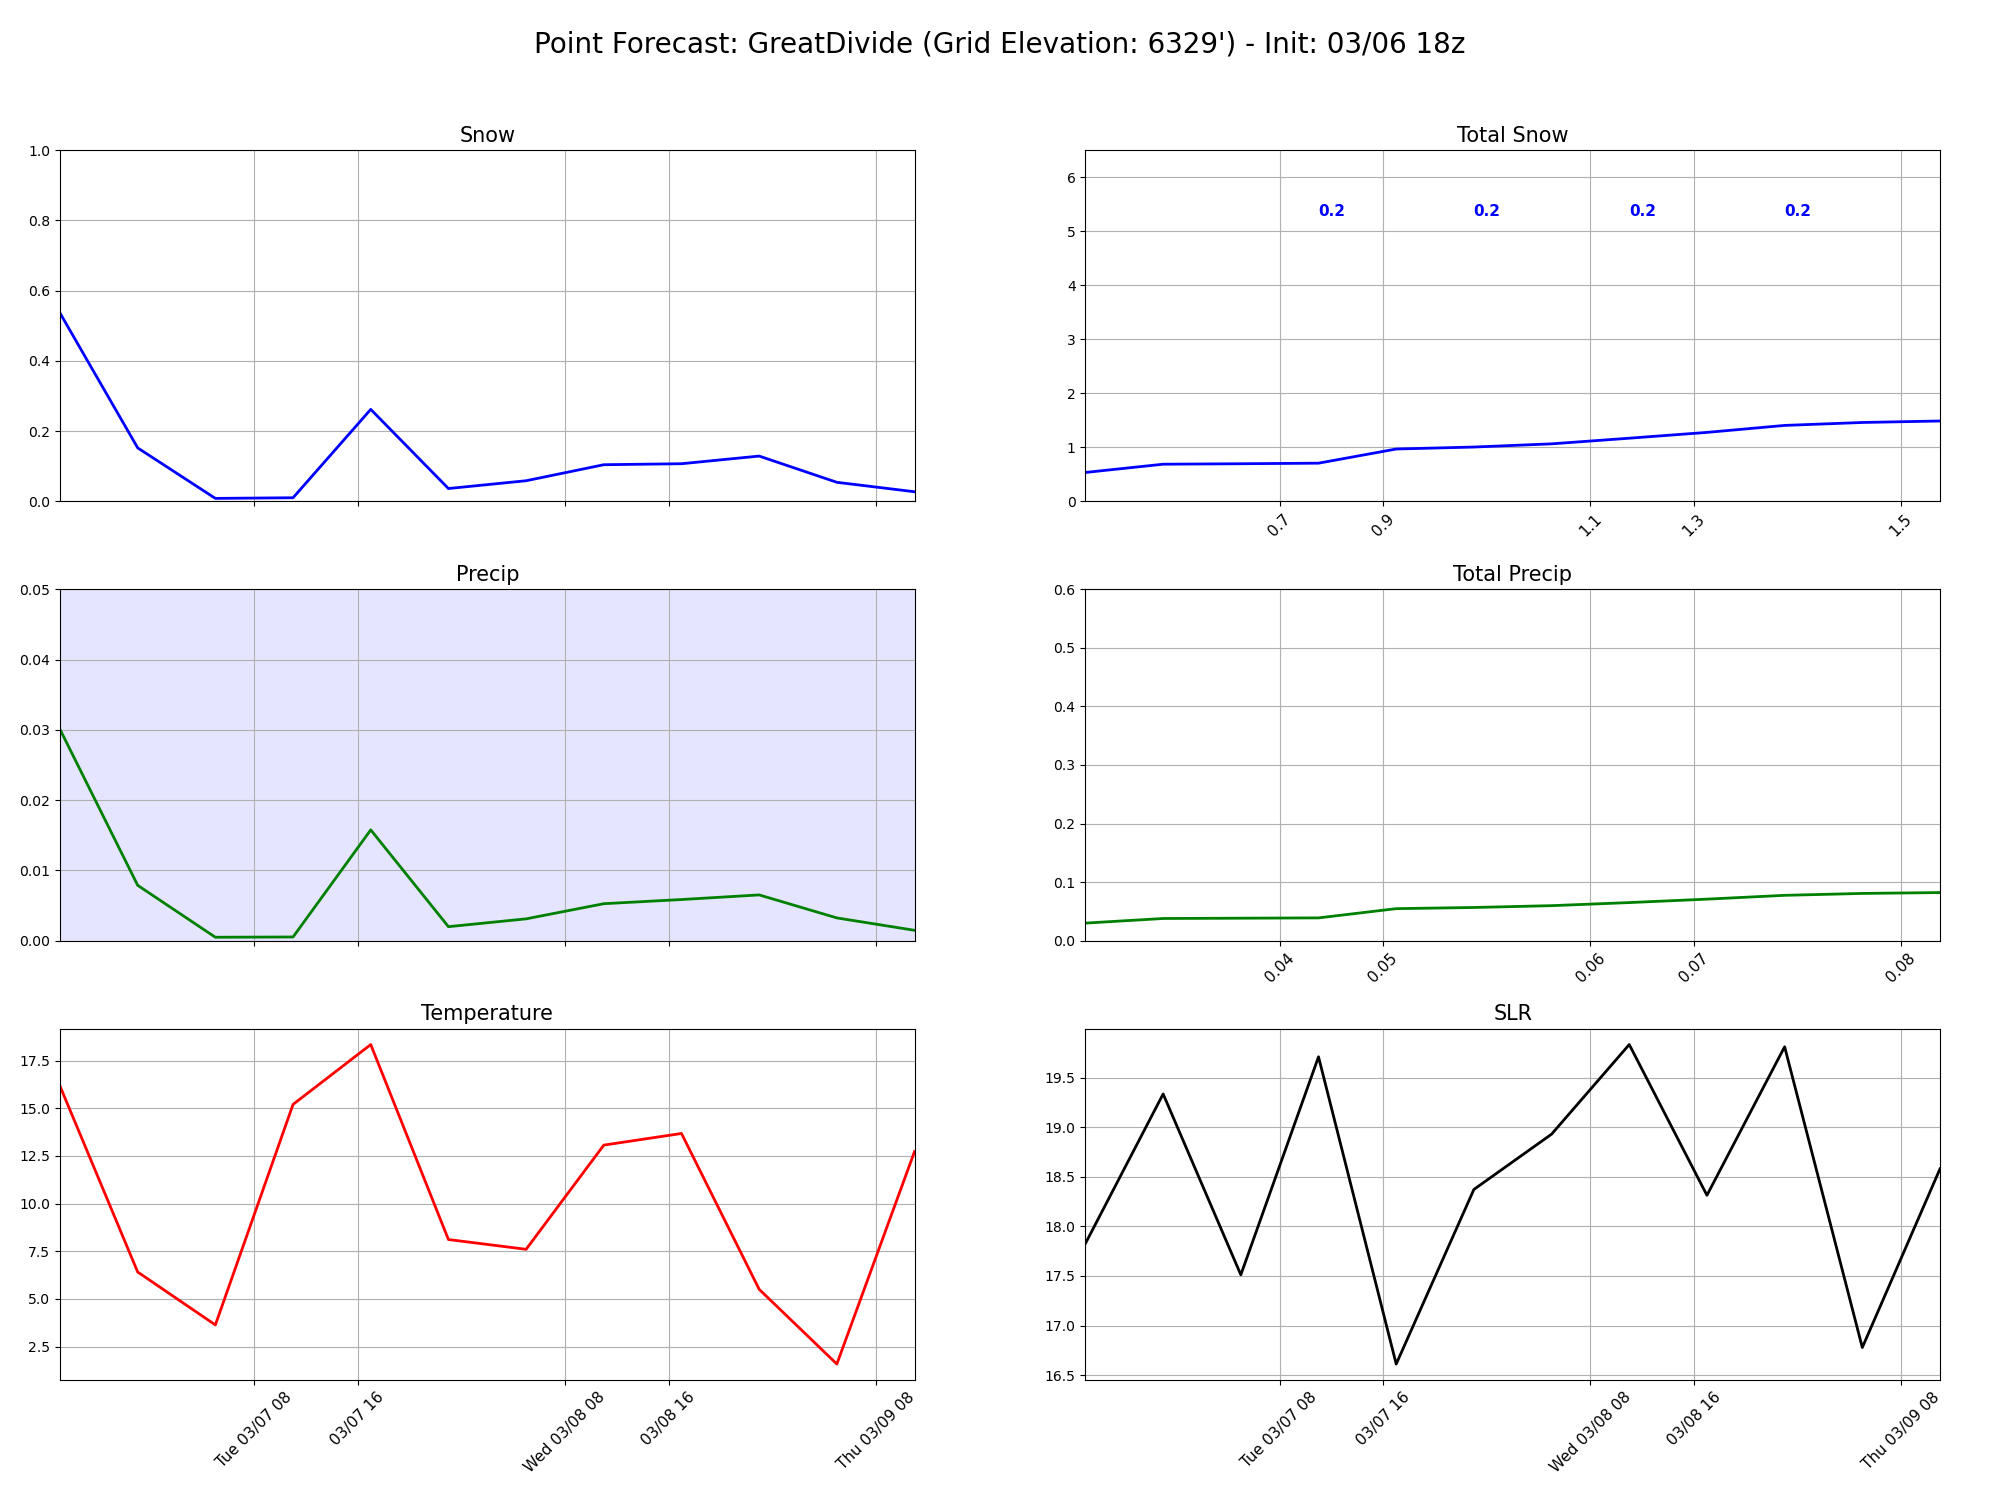 Point Forecast: GreatDivide (Grid Elevation: 6329') - Init: 03/06 18z
Snow
1.0
0.8
0.6
0.4
0.2
0.0
Total Snow
6
5
4
3
2
1
0
0.2 0.2 0.2 0.2
0.7 0.9 1.1 1.3 1.5
Precip
0.05
0.04
0.03
0.02
0.01
0.00
Total Precip
0.6
0.5
0.4
0.3
0.2
0.1
0.0
0.04 0.05 0.06 0.07 0.08
Temperature
17.5
15.0
12.5
10.0
7.5
5.0
2.5
Tue 03/07 08
03/07 16
Wed 03/08 08
03/08 16
Thu 03/09 08
SLR
19.5
19.0
18.5
18.0
17.5
17.0
16.5
Tue 03/07 08
03/07 16
Wed 03/08 08
03/08 16
Thu 03/09 08